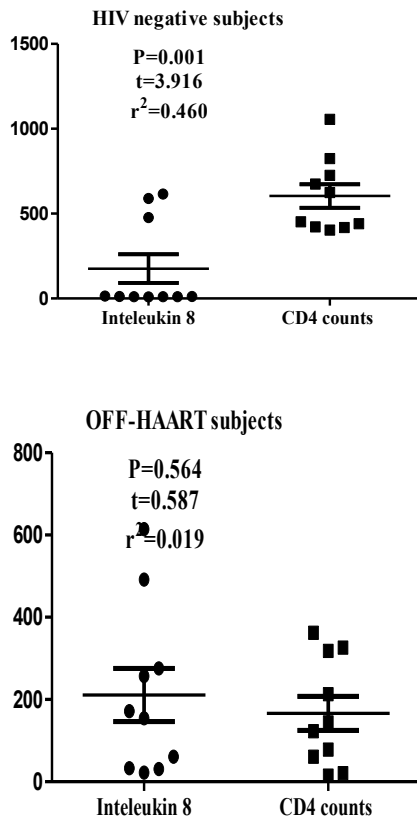 HIV negative subjects
P=0.001
t=3.916
r²=0.460
1500
1000
500
0
Inteleukin 8 CD4 counts
OFF-HAART subjects
P=0.564
t=0.587
r²=0.019
800
600
400
200
0
Inteleukin 8 CD4 counts